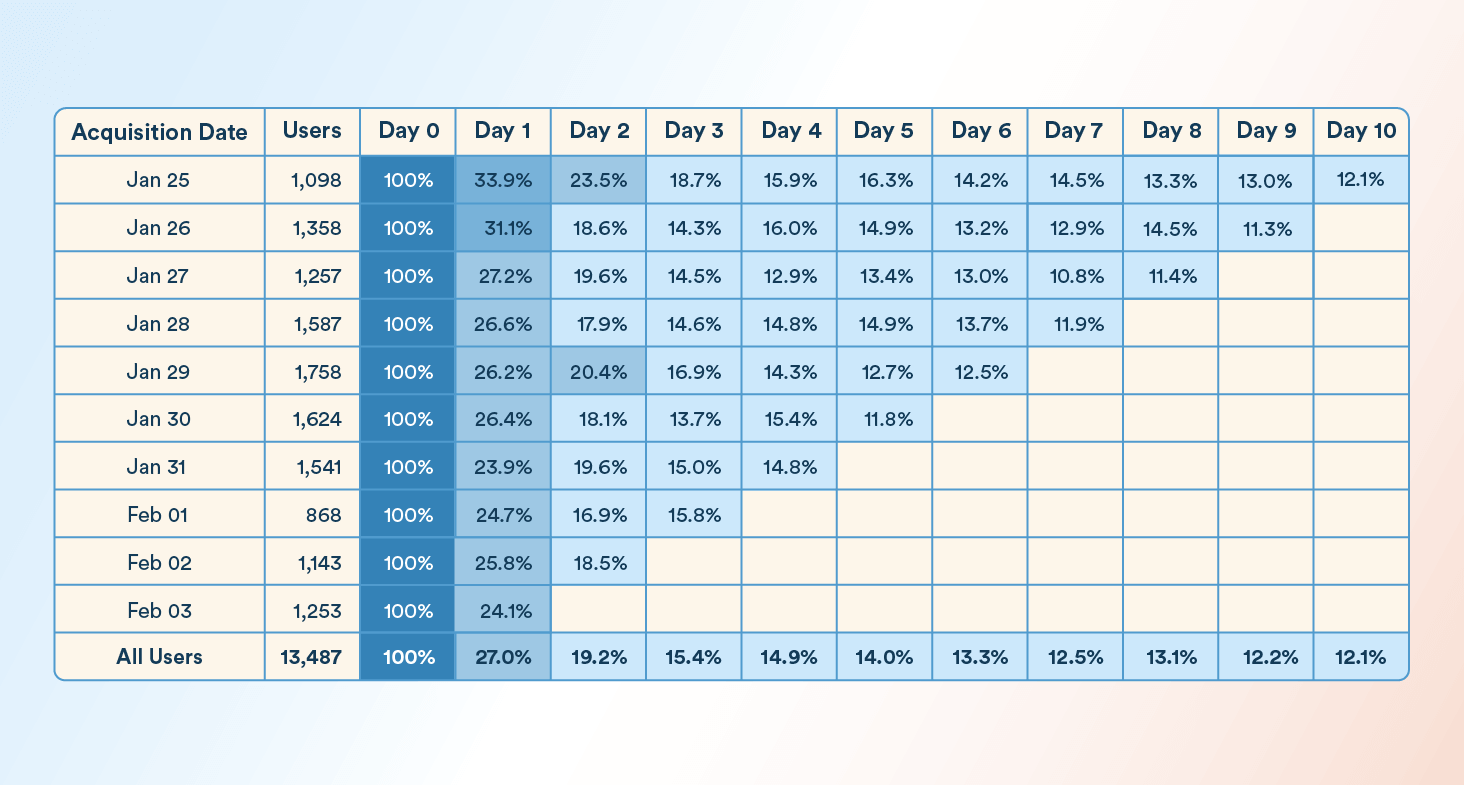 Acquisition Date Users Day 0 Day 1 Day 2 Day 3 Day 4 Day 5 Day 6 Day 7 Day 8 Day 9 Day 10
Jan 25 1,098 100% 33.9% 23.5% 18.7% 15.9% 16.3% 14.2% 14.5% 13.3% 13.0% 12.1%
Jan 26 1,358 100% 31.1% 18.6% 14.3% 16.0% 14.9% 13.2% 12.9% 14.5% 11.3%
Jan 27 1,257 100% 27.2% 19.6% 14.5% 12.9% 13.4% 13.0% 10.8% 11.4%
Jan 28 1,587 100% 26.6% 17.9% 14.6% 14.8% 14.9% 13.7% 11.9%
Jan 29 1,758 100% 26.2% 20.4% 16.9% 14.3% 12.7% 12.5%
Jan 30 1,624 100% 26.4% 18.1% 13.7% 15.4% 11.8%
Jan 31 1,541 100% 23.9% 19.6% 15.0% 14.8%
Feb 01 868 100% 24.7% 16.9% 15.8%
Feb 02 1,143 100% 25.8% 18.5%
Feb 03 1,253 100% 24.1%
All Users 13,487 100% 27.0% 19.2% 15.4% 14.9% 14.0% 13.3% 12.5% 13.1% 12.2% 12.1%